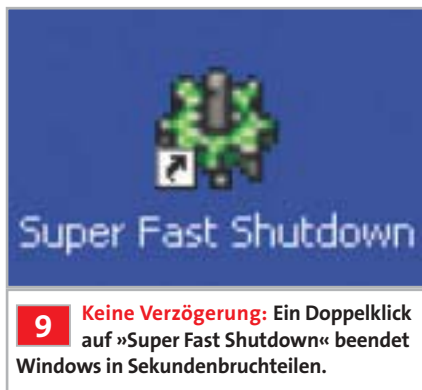 Super Fast Shutdown
9 Keine Verzögerung: Ein Doppelklick
auf »Super Fast Shutdown« beendet
Windows in Sekundenbruchteilen.